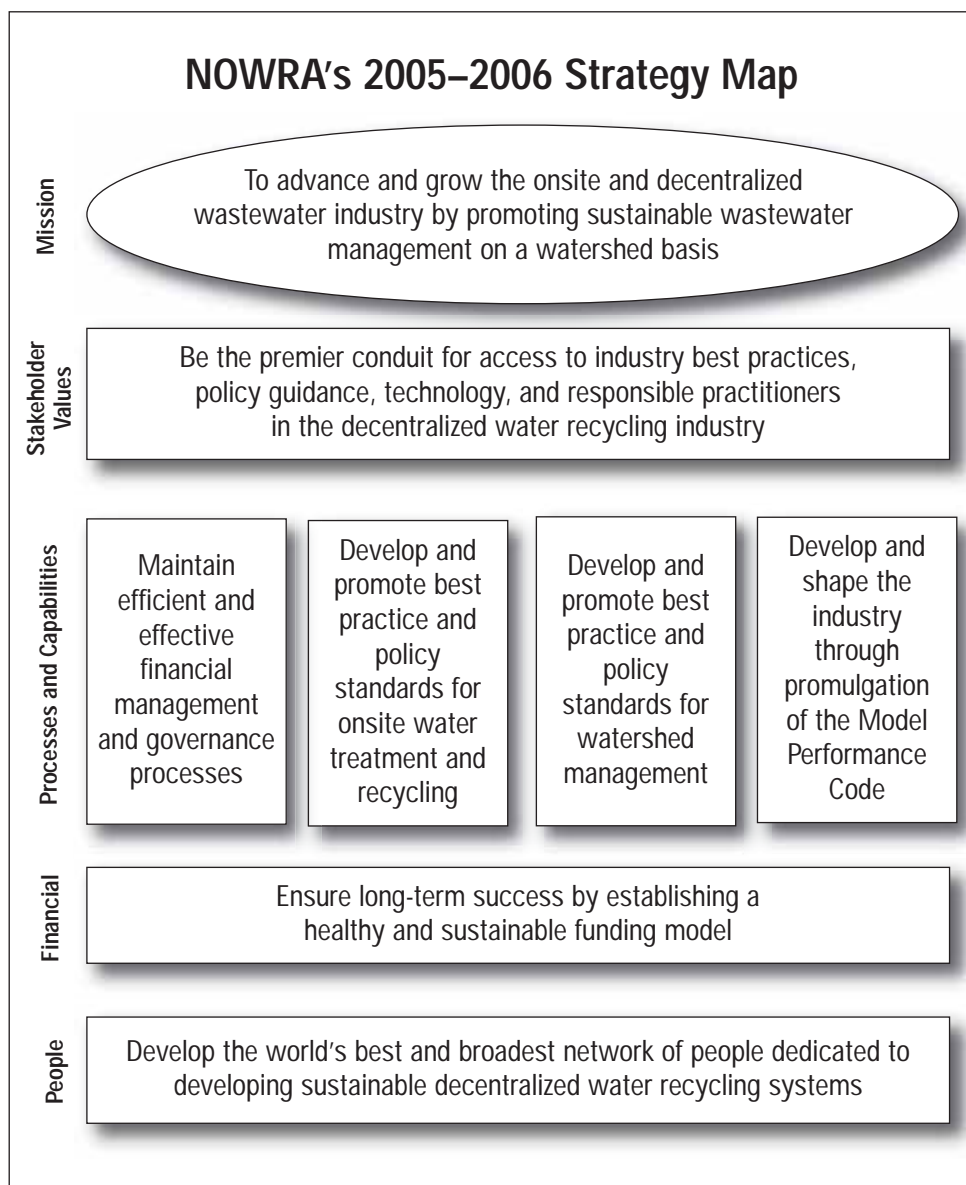 NOWRA's 2005–2006 Strategy Map
Mission
To advance and grow the onsite and decentralized
wastewater industry by promoting sustainable wastewater
management on a watershed basis
Stakeholder
Values
Be the premier conduit for access to industry best practices,
policy guidance, technology, and responsible practitioners
in the decentralized water recycling industry
Processes and Capabilities
Maintain
efficient and
effective
financial
management
and governance
processes
Develop and
promote best
practice and
policy
standards for
onsite water
treatment and
recycling
Develop and
promote best
practice and
policy
standards for
watershed
management
Develop and
shape the
industry
through
promulgation
of the Model
Performance
Code
Financial
Ensure long-term success by establishing a
healthy and sustainable funding model
People
Develop the world's best and broadest network of people dedicated to
developing sustainable decentralized water recycling systems